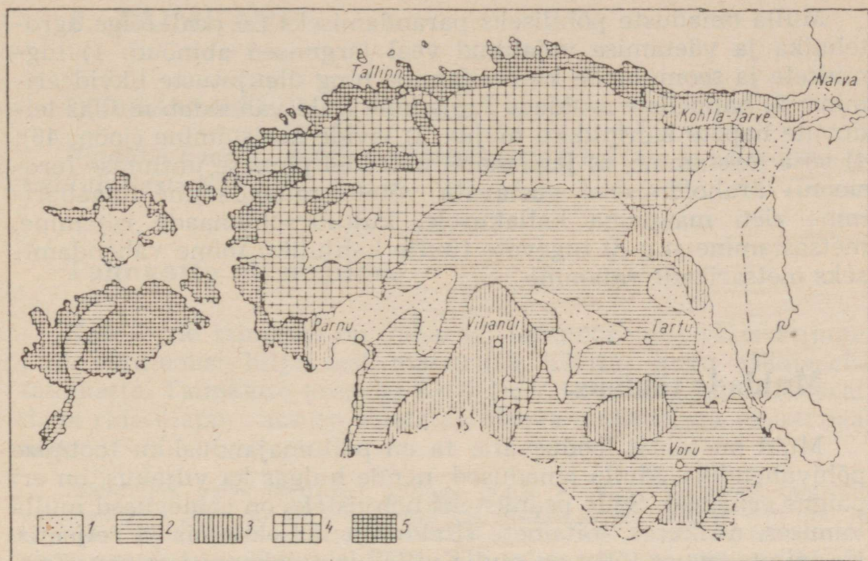 Tallinn
Narva
Kohtla-Järve
Pärnu
Viljandi
Tartu
Võru
1 2 3 4 5